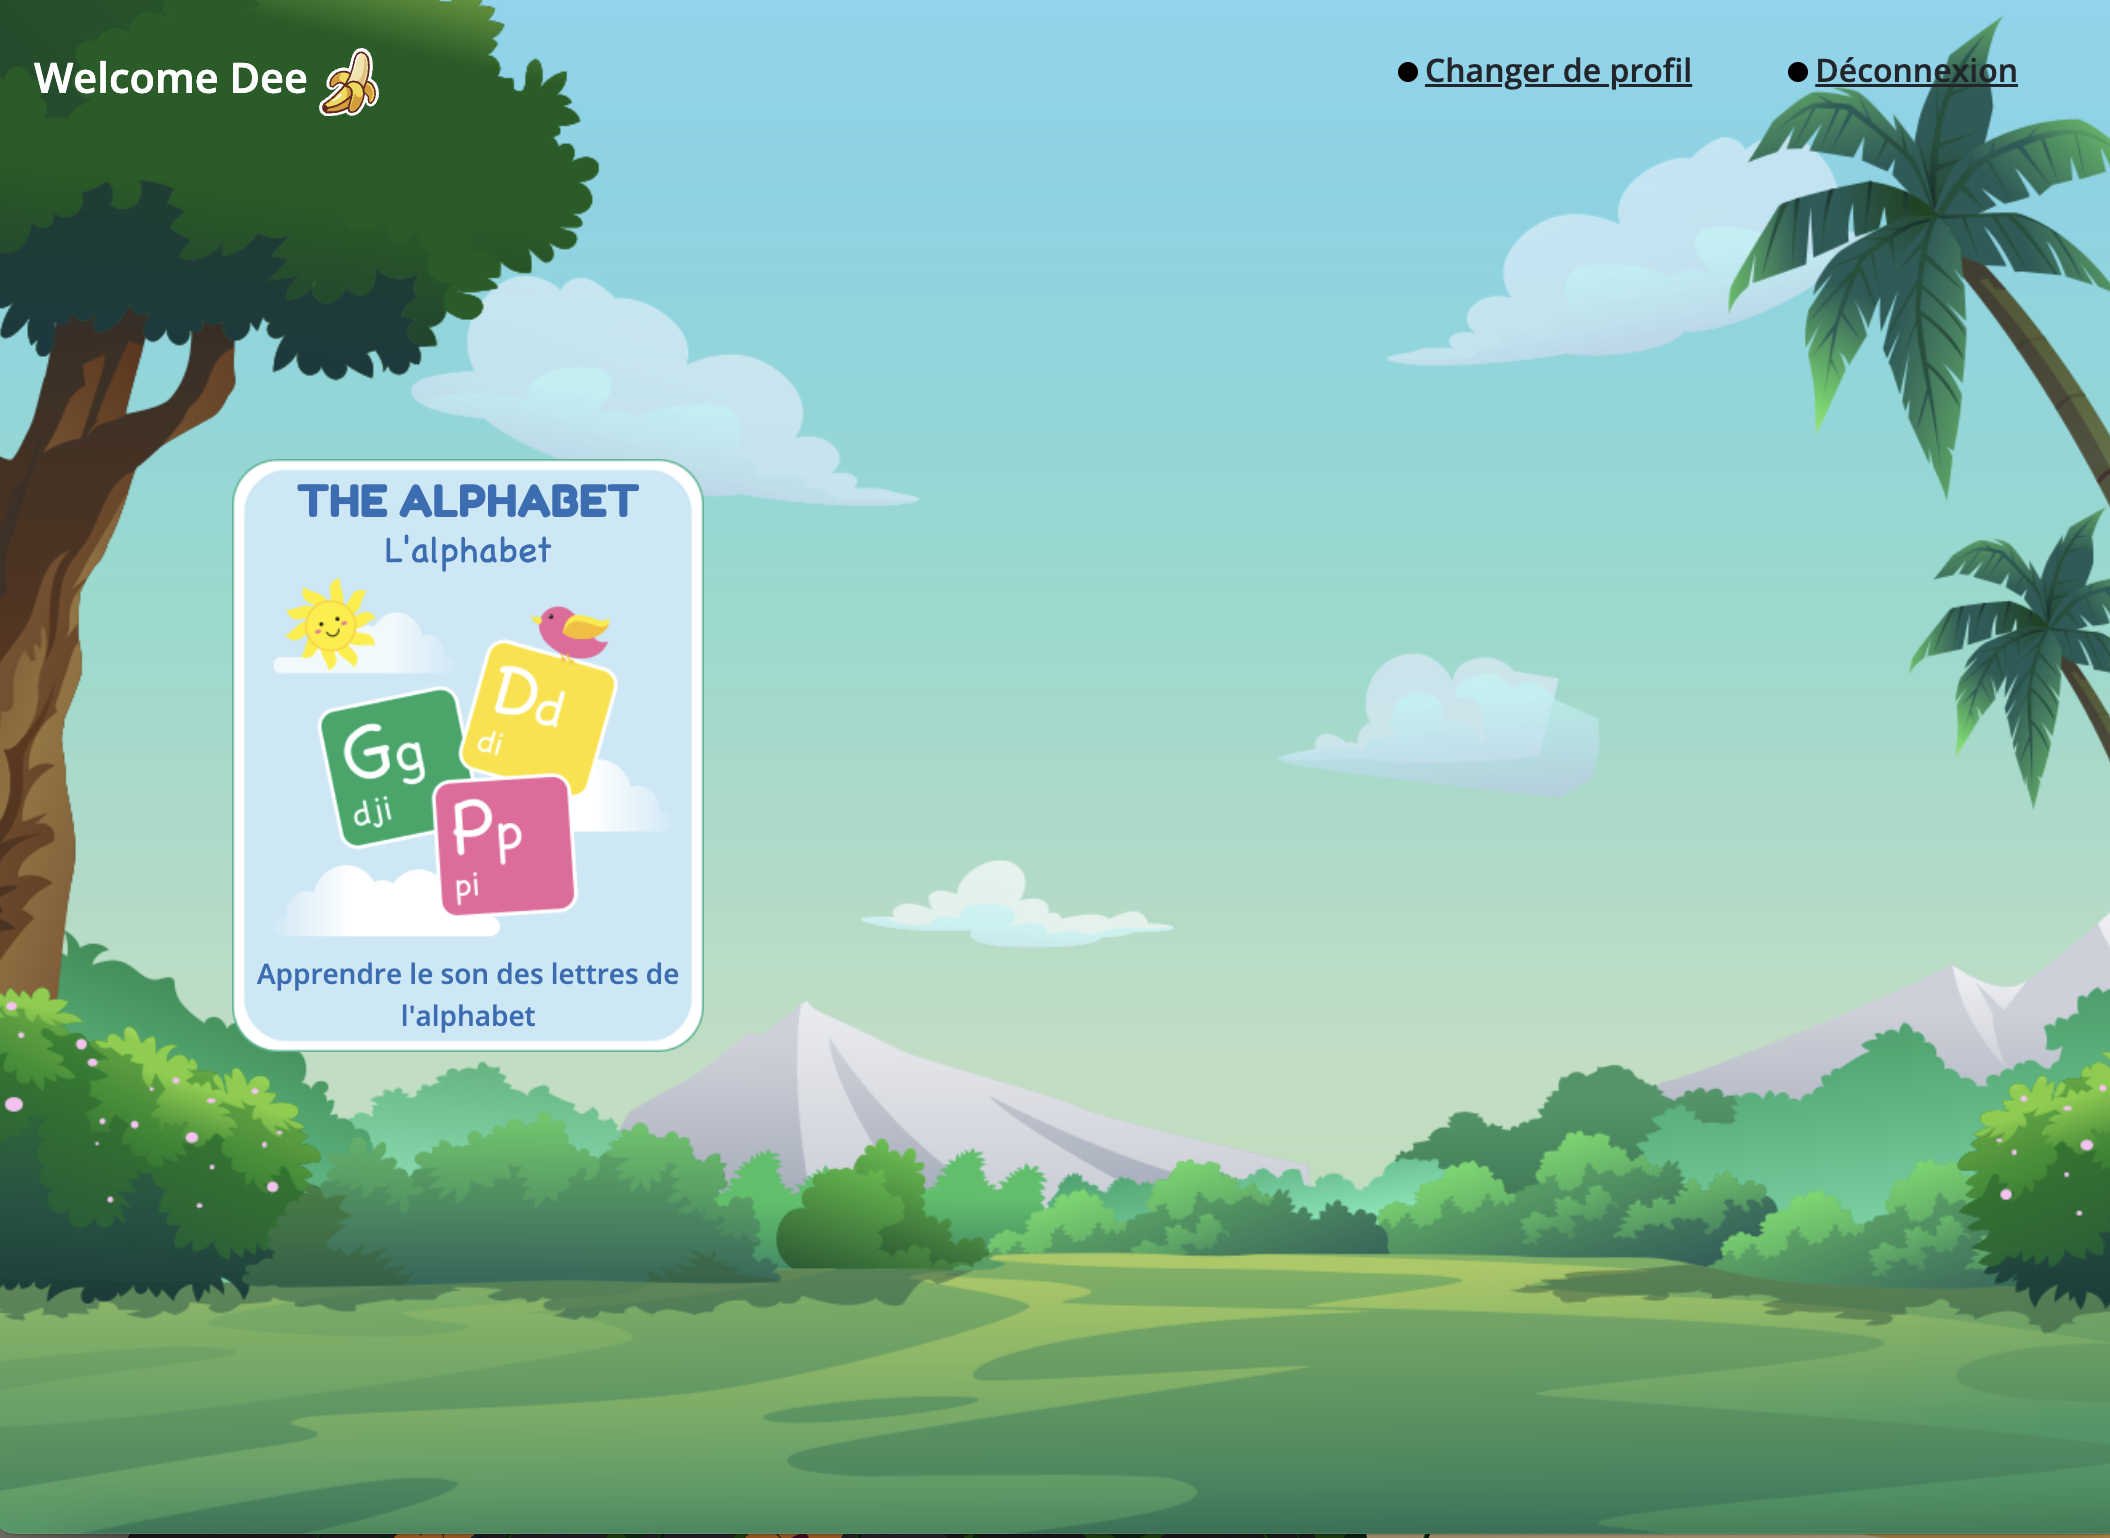 Welcome Dee
Changer de profil
Déconnexion
THE ALPHABET
L'alphabet
Dd
di
Gg
dji
Pp
pi
Apprendre le son des lettres de
l'alphabet